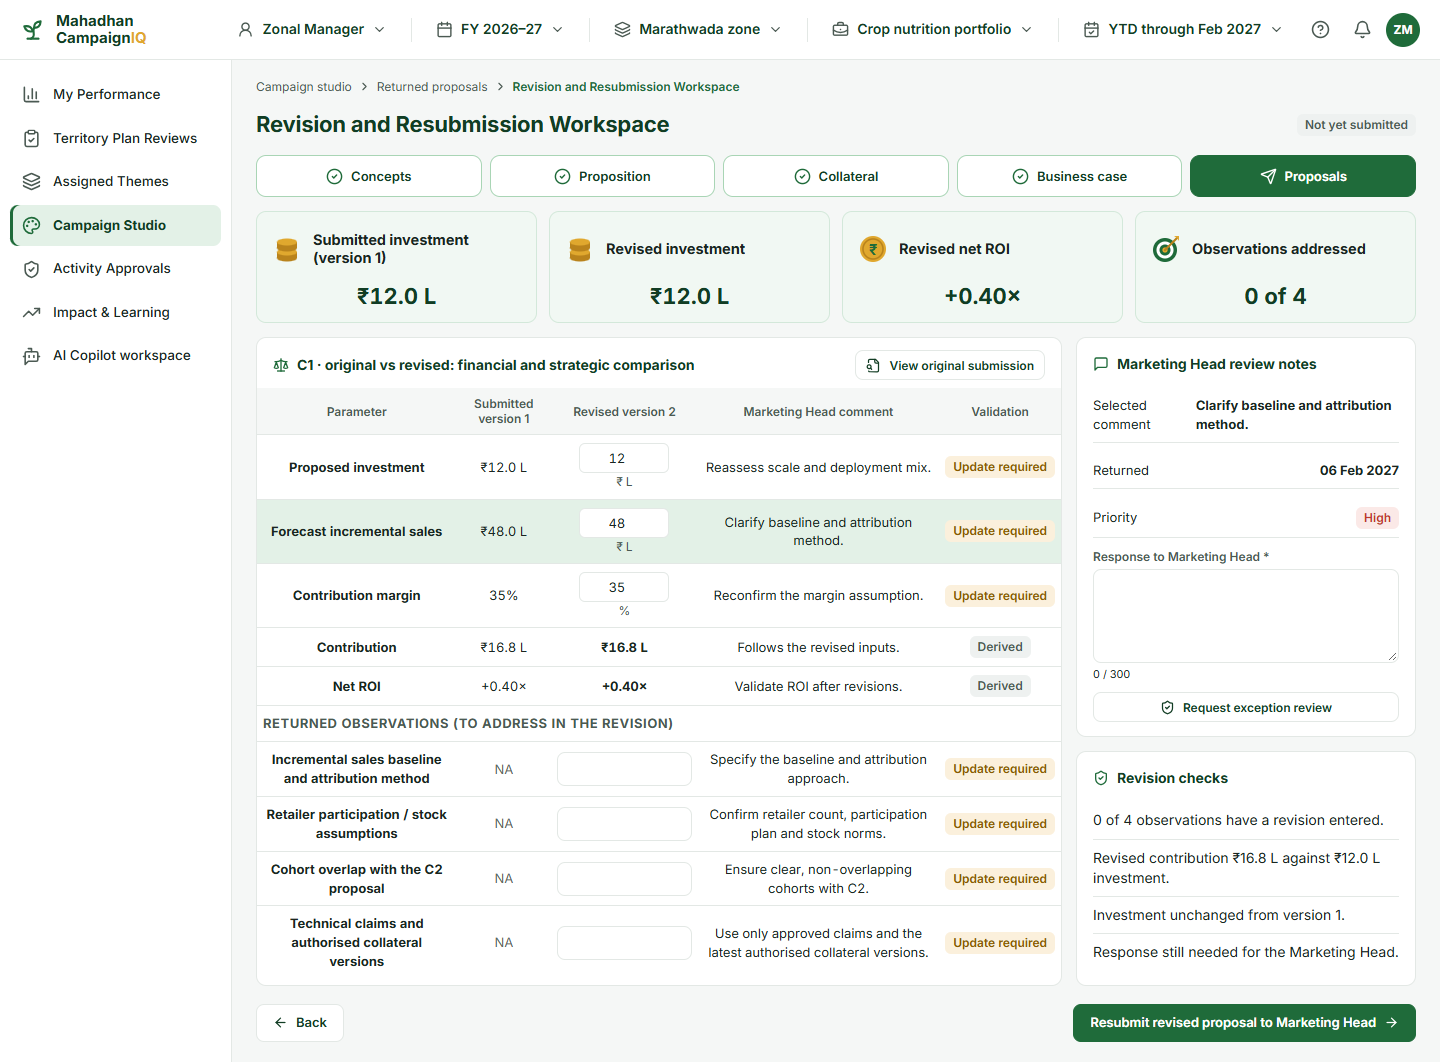 Mahadhan
CampaignIQ
Zonal Manager
FY 2026–27
Marathwada zone
Crop nutrition portfolio
YTD through Feb 2027
ZM
My Performance
Territory Plan Reviews
Assigned Themes
Campaign Studio
Activity Approvals
Impact & Learning
AI Copilot workspace
Campaign studio
Returned proposals
Revision and Resubmission Workspace
Revision and Resubmission Workspace
Not yet submitted
Concepts
Proposition
Collateral
Business case
Proposals
Submitted investment
(version 1)
₹12.0 L
Revised investment
₹12.0 L
₹
Revised net ROI
+0.40×
Observations addressed
0 of 4
C1 · original vs revised: financial and strategic comparison
View original submission
Parameter
Submitted
version 1
Revised version 2
Marketing Head comment
Validation
Proposed investment
₹12.0 L
12
₹ L
Reassess scale and deployment mix.
Update required
Forecast incremental sales
₹48.0 L
48
₹ L
Clarify baseline and attribution
method.
Update required
Contribution margin
35%
35
%
Reconfirm the margin assumption.
Update required
Contribution
₹16.8 L
₹16.8 L
Follows the revised inputs.
Derived
Net ROI
+0.40×
+0.40×
Validate ROI after revisions.
Derived
RETURNED OBSERVATIONS (TO ADDRESS IN THE REVISION)
Incremental sales baseline
and attribution method
NA
Specify the baseline and attribution
approach.
Update required
Retailer participation / stock
assumptions
NA
Confirm retailer count, participation
plan and stock norms.
Update required
Cohort overlap with the C2
proposal
NA
Ensure clear, non-overlapping
cohorts with C2.
Update required
Technical claims and
authorised collateral
versions
NA
Use only approved claims and the
latest authorised collateral versions.
Update required
Marketing Head review notes
Selected
comment
Clarify baseline and attribution
method.
Returned
06 Feb 2027
Priority
High
Response to Marketing Head *
0 / 300
Request exception review
Revision checks
0 of 4 observations have a revision entered.
Revised contribution ₹16.8 L against ₹12.0 L
investment.
Investment unchanged from version 1.
Response still needed for the Marketing Head.
Back
Resubmit revised proposal to Marketing Head